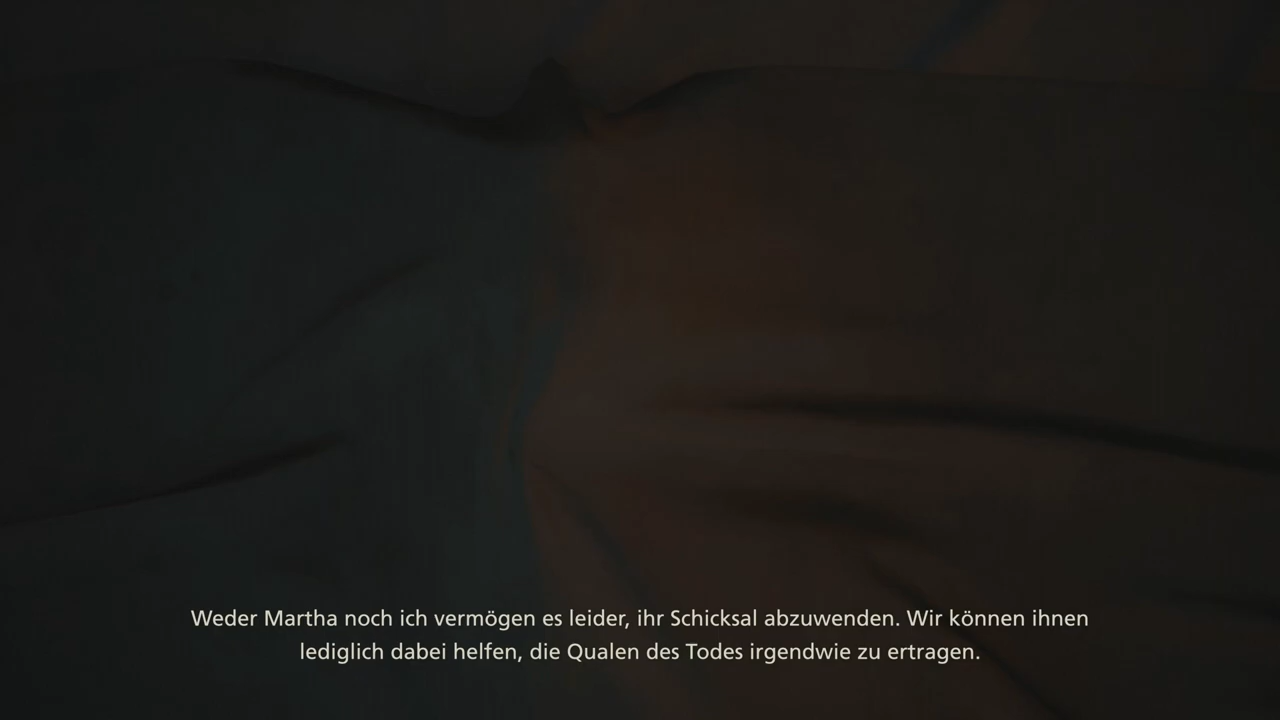 Weder Martha noch ich vermögen es leider, ihr Schicksal abzuwenden. Wir können ihnen
lediglich dabei helfen, die Qualen des Todes irgendwie zu ertragen.